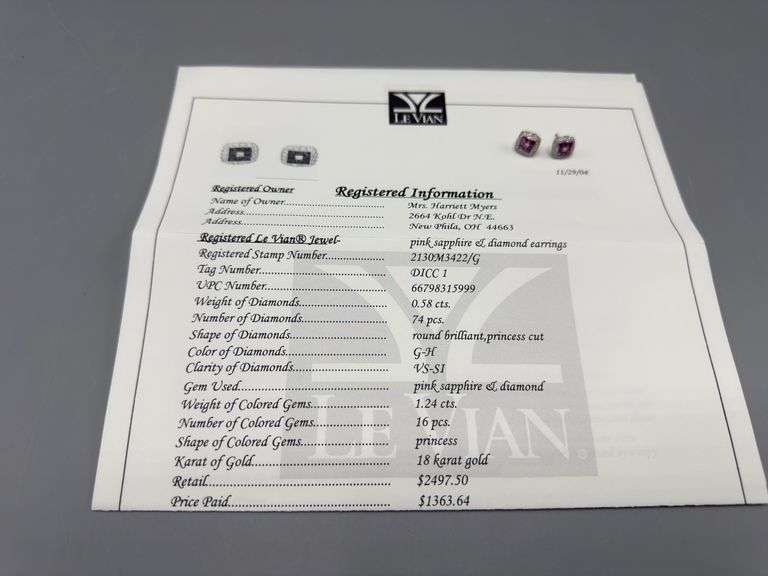 LE VIAN
11/29/04
Registered Owner Registered Information
Name of Owner........ Mrs. Harriett Myers
Address........ 2664 Kohl Dr N.E.
Address........ New Phila, OH 44663
Registered Le Vian® Jewel- pink sapphire & diamond earrings
Registered Stamp Number........ 2130M3422/G
Tag Number........ DICC 1
UPC Number........ 66798315999
Weight of Diamonds........ 0.58 cts.
Number of Diamonds........ 74 pcs.
Shape of Diamonds........ round brilliant,princess cut
Color of Diamonds........ G-H
Clarity of Diamonds........ VS-SI
Gem Used........ pink sapphire & diamond
Weight of Colored Gems........ 1.24 cts.
Number of Colored Gems........ 16 pcs.
Shape of Colored Gems........ princess
Karat of Gold........ 18 karat gold
Retail........ $2497.50
Price Paid........ $1363.64
LE VIAN ®